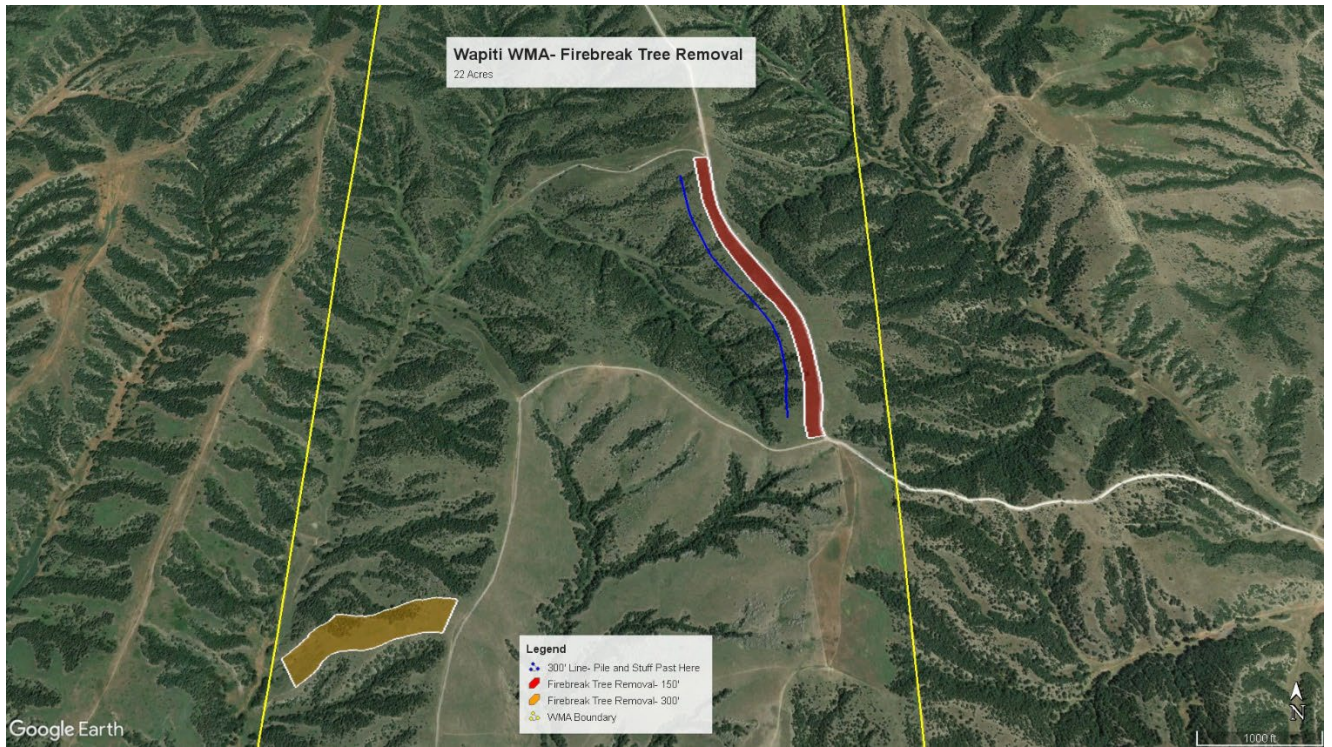 Wapiti WMA- Firebreak Tree Removal
22 Acres
Legend
300' Line- Pile and Stuff Past Here
Firebreak Tree Removal- 150'
Firebreak Tree Removal- 300'
WMA Boundary
Google Earth
N
1000 ft